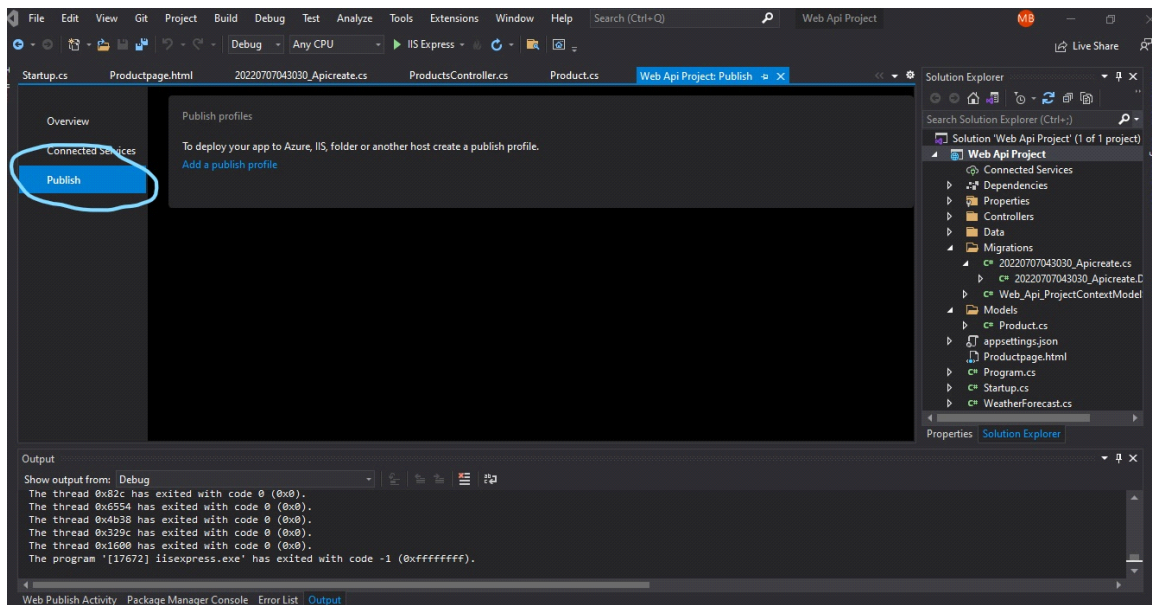 File Edit View Git Project Build Debug Test Analyze Tools Extensions Window Help Search (Ctrl+Q) Web Api Project MB
Debug Any CPU IIS Express Live Share
Startup.cs Productpage.html 20220707043030_Apicreate.cs ProductsController.cs Product.cs Web Api Project: Publish
Overview
Connected Services
Publish
Publish profiles
To deploy your app to Azure, IIS, folder or another host create a publish profile.
Add a publish profile
Solution Explorer
Search Solution Explorer (Ctrl+;)
Solution 'Web Api Project' (1 of 1 project)
Web Api Project
Connected Services
Dependencies
Properties
Controllers
Data
Migrations
C# 20220707043030_Apicreate.cs
C# 20220707043030_Apicreate.D
C# Web_Api_ProjectContextModel
Models
C# Product.cs
appsettings.json
Productpage.html
C# Program.cs
C# Startup.cs
C# WeatherForecast.cs
Properties Solution Explorer
Output
Show output from: Debug
The thread 0x82c has exited with code 0 (0x0).
The thread 0x6554 has exited with code 0 (0x0).
The thread 0x4b38 has exited with code 0 (0x0).
The thread 0x329c has exited with code 0 (0x0).
The thread 0x1600 has exited with code 0 (0x0).
The program '[17672] iisexpress.exe' has exited with code -1 (0xffffffff).
Web Publish Activity Package Manager Console Error List Output